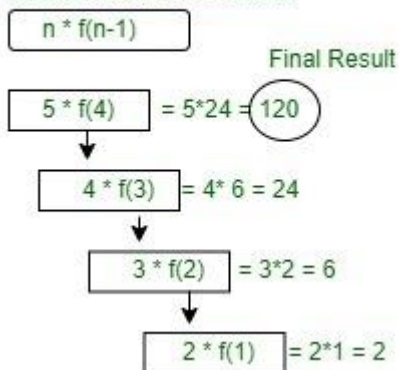 n * f(n-1)
Final Result
5 * f(4) = 5*24 = 120
4 * f(3) = 4* 6 = 24
3 * f(2) = 3*2 = 6
2 * f(1) = 2*1 = 2